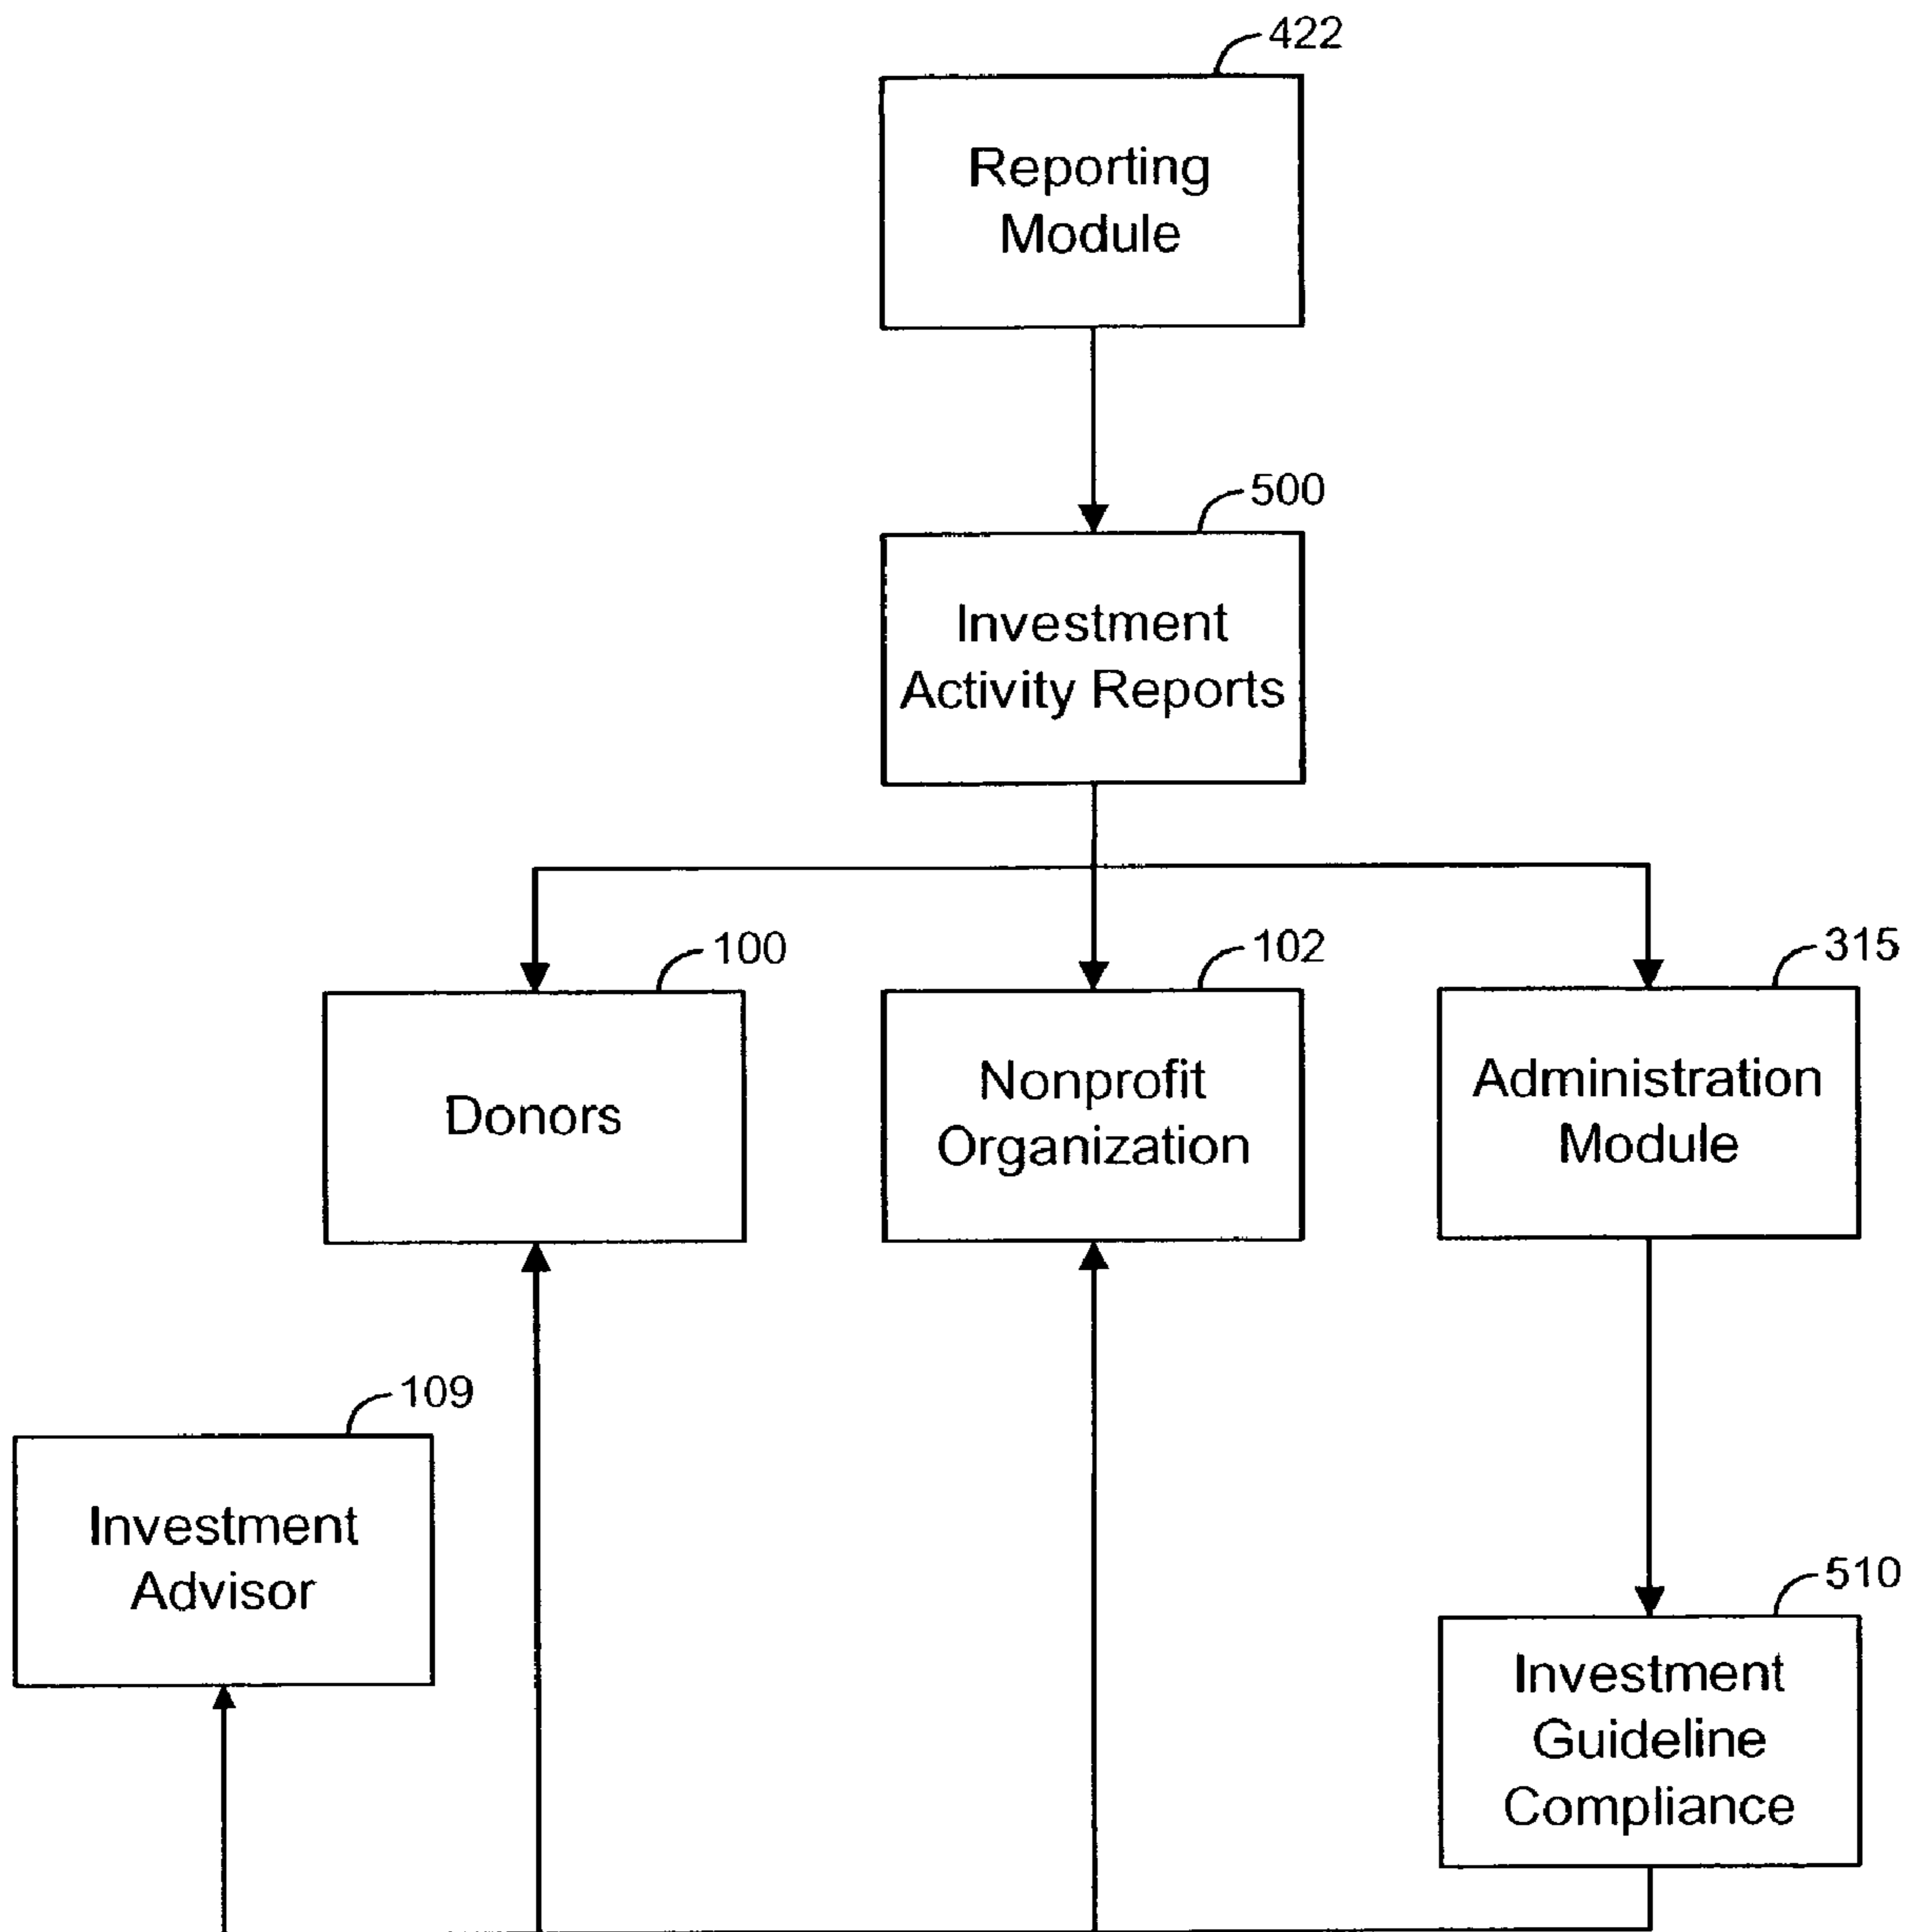 422
Reporting
Module
500
Investment
Activity Reports
100
102
315
Donors
Nonprofit
Organization
Administration
Module
109
Investment
Advisor
510
Investment
Guideline
Compliance